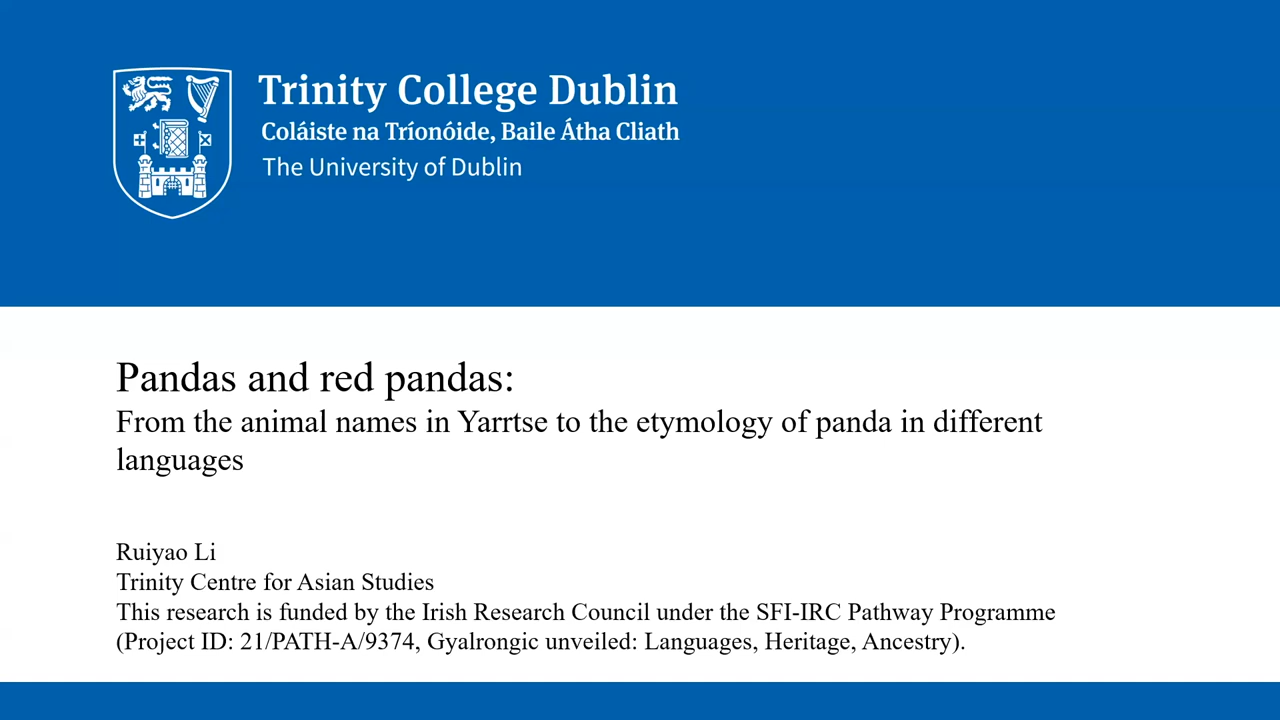 Trinity College Dublin
Coláiste na Tríonóide, Baile Átha Cliath
The University of Dublin
Pandas and red pandas:
From the animal names in Yarrtse to the etymology of panda in different
languages
Ruiyao Li
Trinity Centre for Asian Studies
This research is funded by the Irish Research Council under the SFI-IRC Pathway Programme
(Project ID: 21/PATH-A/9374, Gyalrongic unveiled: Languages, Heritage, Ancestry).